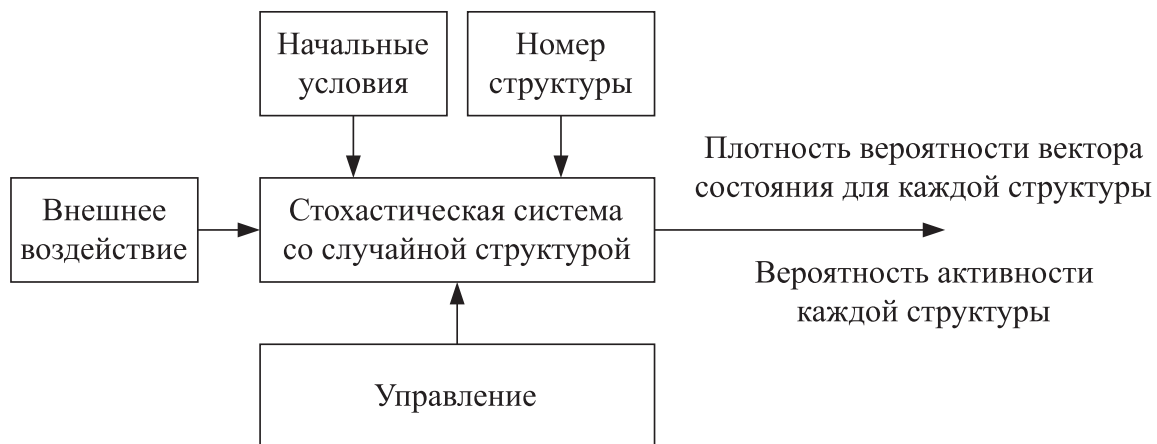 Начальные
условия
Номер
структуры
Внешнее
воздействие
Стохастическая система
со случайной структурой
Плотность вероятности вектора
состояния для каждой структуры
Вероятность активности
каждой структуры
Управление